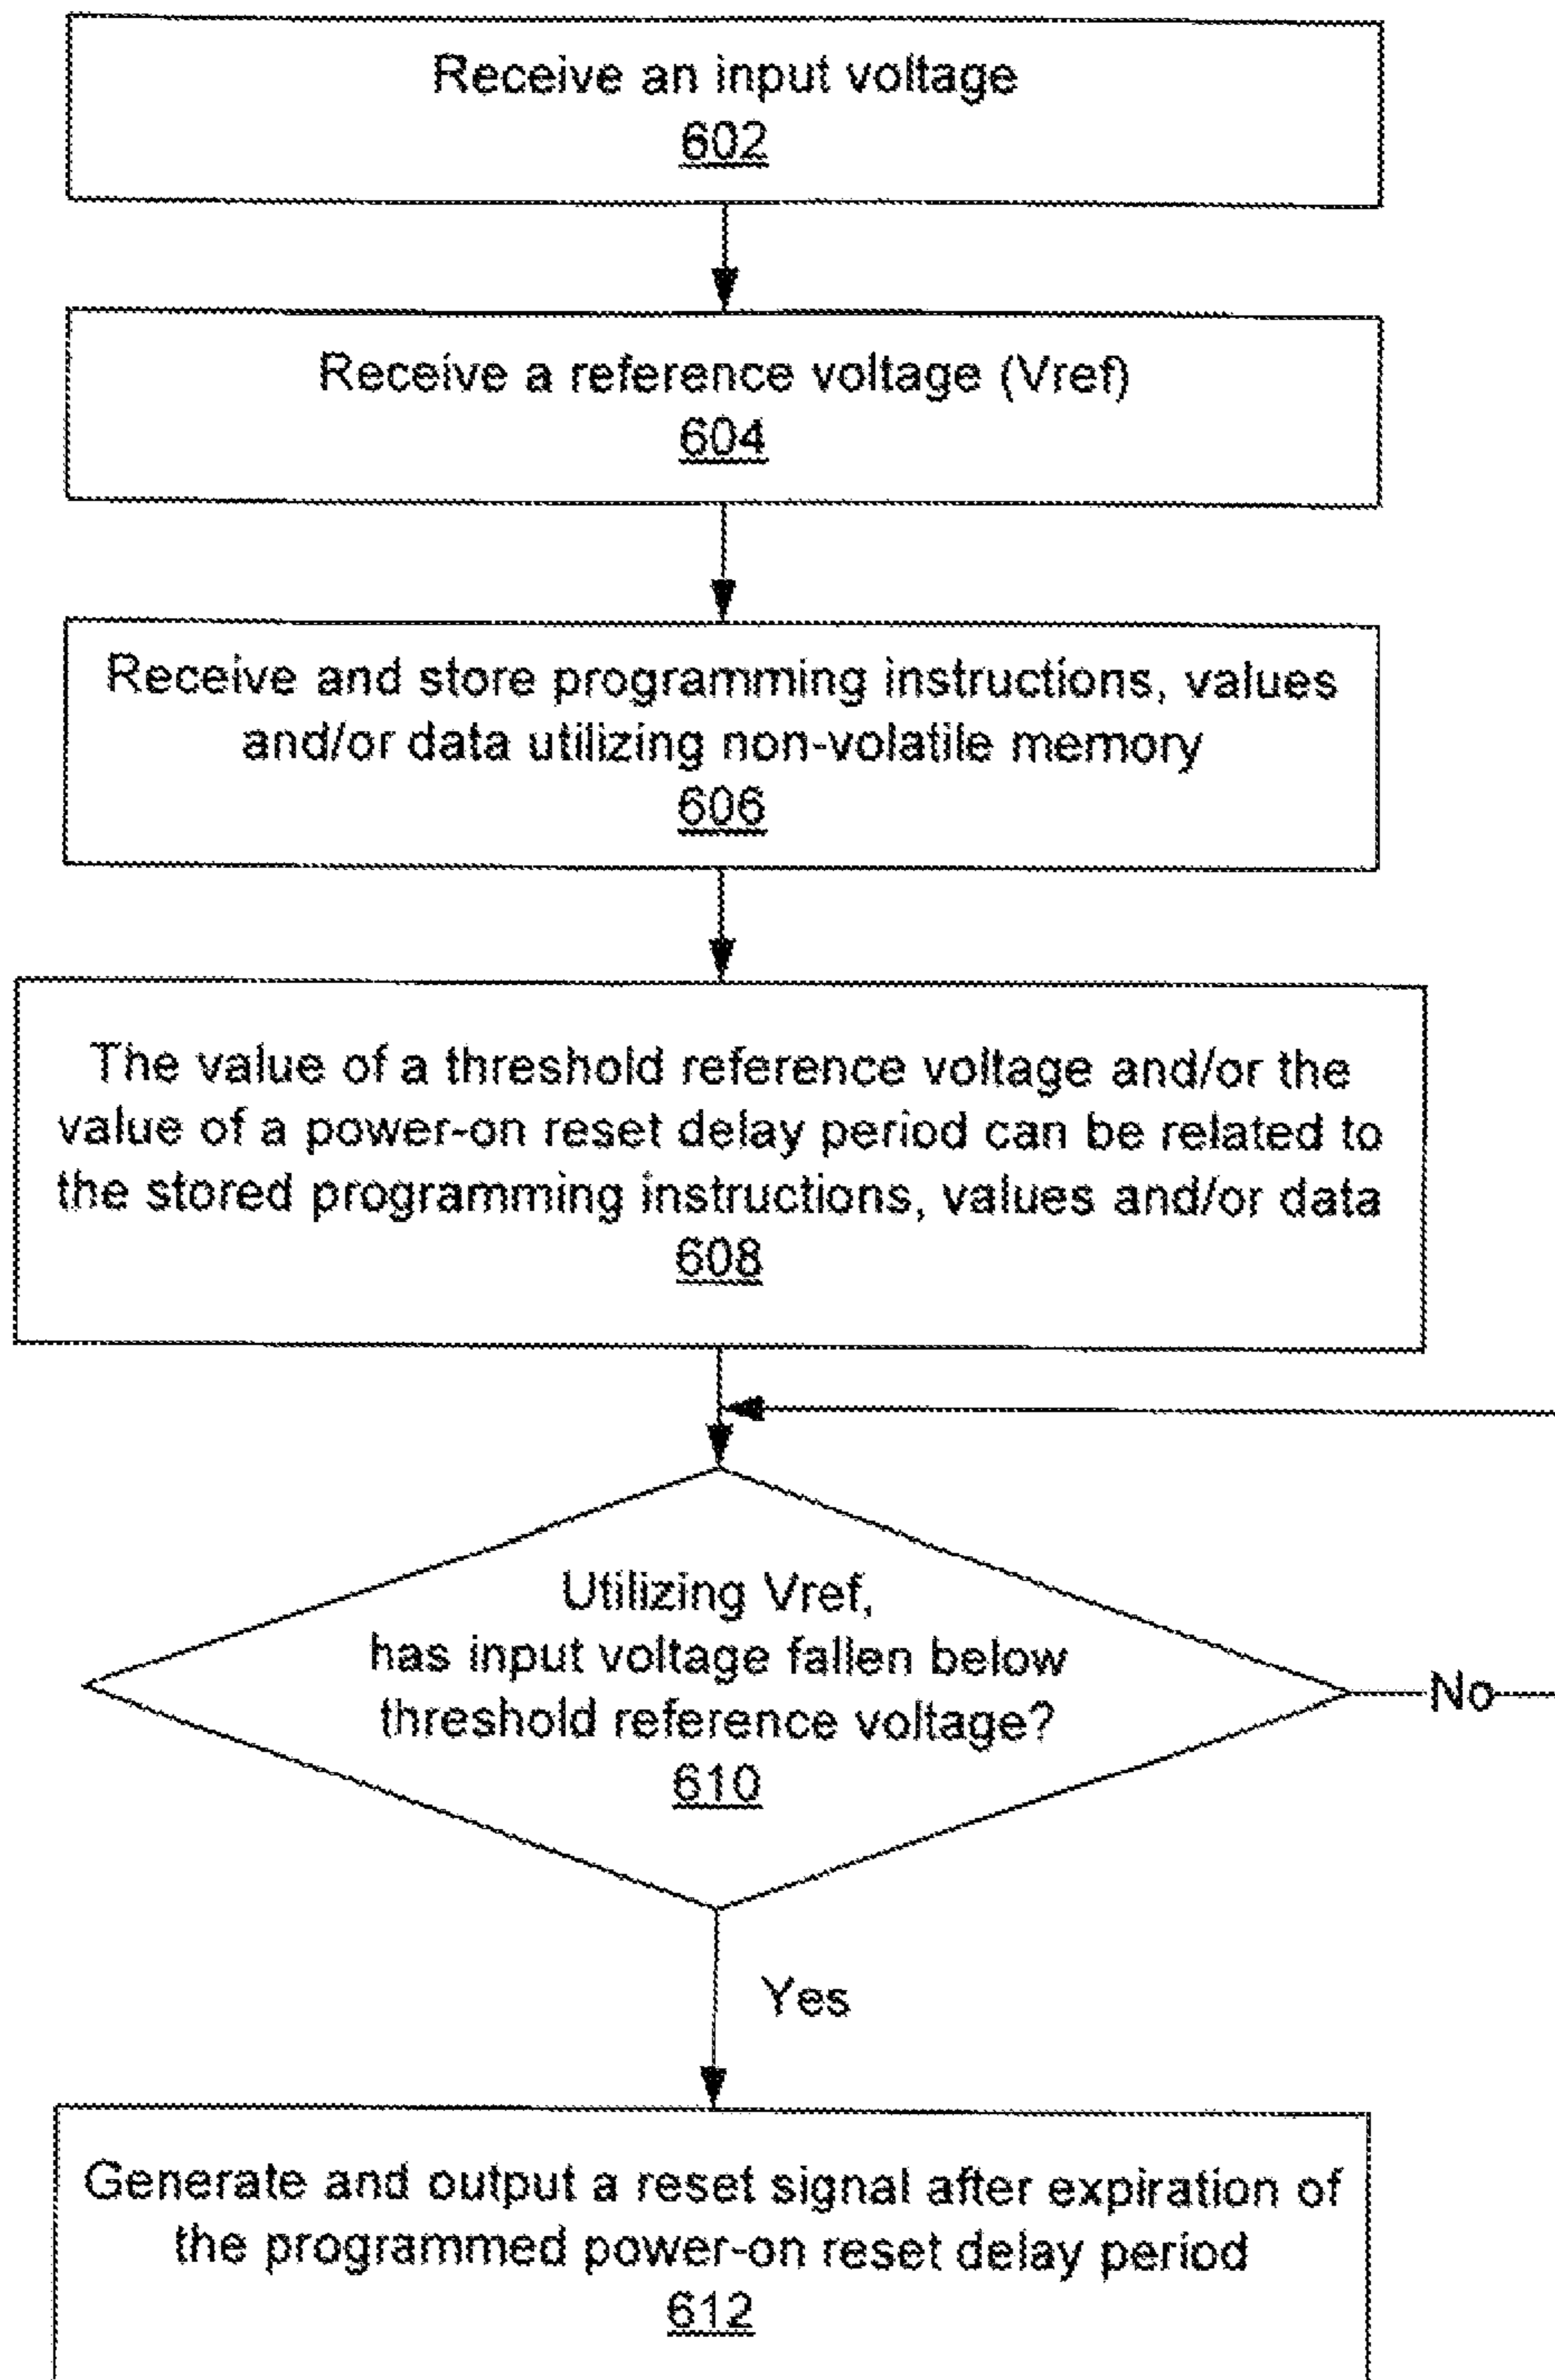 Receive an input voltage
602
Receive a reference voltage (Vref)
604
Receive and store programming instructions, values
and/or data utilizing non-volatile memory
606
The value of a threshold reference voltage and/or the
value of a power-on reset delay period can be related to
the stored programming instructions, values and/or data
608
Utilizing Vref,
has input voltage fallen below
threshold reference voltage?
610
No
Yes
Generate and output a reset signal after expiration of
the programmed power-on reset delay period
612